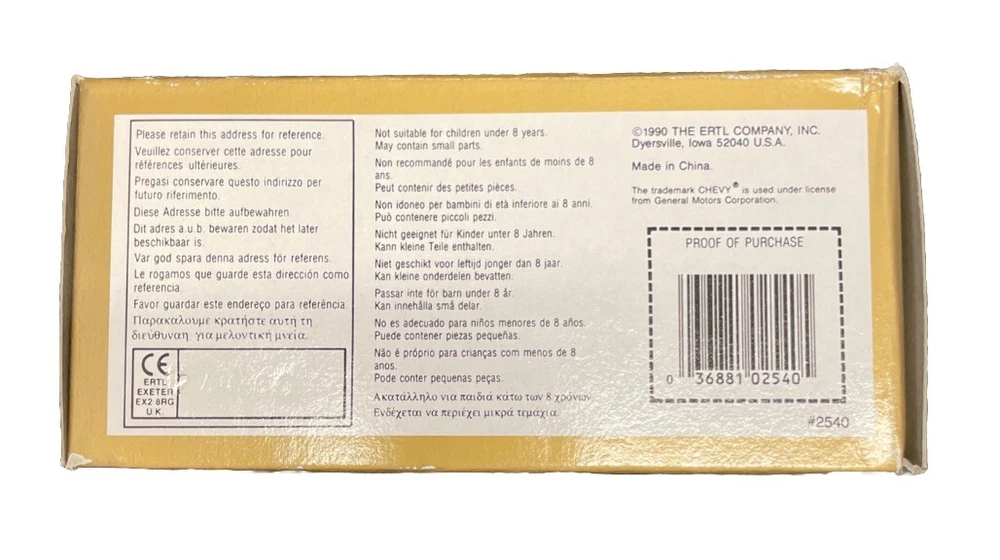 Please retain this address for reference.
Veuillez conserver cette adresse pour
références ultérieures.
Pregasi conservare questo indirizzo per
futuro riferimento.
Diese Adresse bitte aufbewahren.
Dit adres a.u.b. bewaren zodat het later
beschikbaar is.
Var god spara denna adress för referens.
Le rogamos que guarde esta dirección como
referencia.
Favor guardar este endereço para referência.
Παρακαλουμε κρατήστε αυτή τη
διεύθυναη για μελοντική μνεία.
CE
ERTL
EXETER
EX2 8RG
U.K.
Not suitable for children under 8 years.
May contain small parts.
Non recommandé pour les enfants de moins de 8
ans.
Peut contenir des petites pièces.
Non idoneo per bambini di età inferiore ai 8 anni.
Può contenere piccoli pezzi.
Nicht geeignet für Kinder unter 8 Jahren.
Kann kleine Teile enthalten.
Niet geschikt voor leftijd jonger dan 8 jaar.
Kan kleine onderdelen bevatten.
Passar inte för barn under 8 år.
Kan innehålla små delar.
No es adecuado para niños menores de 8 años.
Puede contener piezas pequeñas.
Não é próprio para crianças com menos de 8
anos.
Pode conter pequenas peças.
Ακατάλληλο νια παιδιά κάτω των 8 χρόνων
Ενδέχεται να περιέχει μικρά τεμάχια.
©1990 THE ERTL COMPANY, INC.
Dyersville, Iowa 52040 U.S.A.
Made in China.
The trademark CHEVY® is used under license
from General Motors Corporation.
PROOF OF PURCHASE
0 36881 02540
#2540